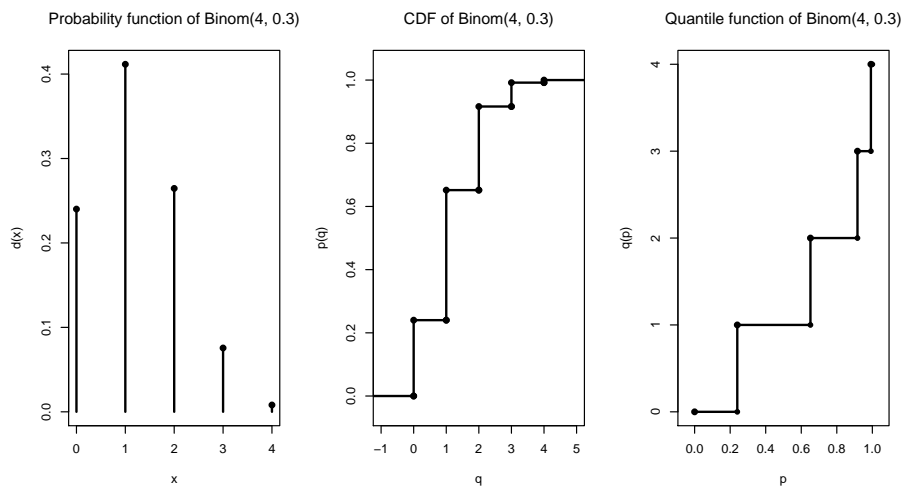 Probability function of Binom(4, 0.3)
CDF of Binom(4, 0.3)
Quantile function of Binom(4, 0.3)
d(x)
0.4
0.3
0.2
0.1
0.0
0 1 2 3 4
x
p(q)
1.0
0.8
0.6
0.4
0.2
0.0
−1 0 1 2 3 4 5
q
q(p)
4
3
2
1
0
0.0 0.2 0.4 0.6 0.8 1.0
p